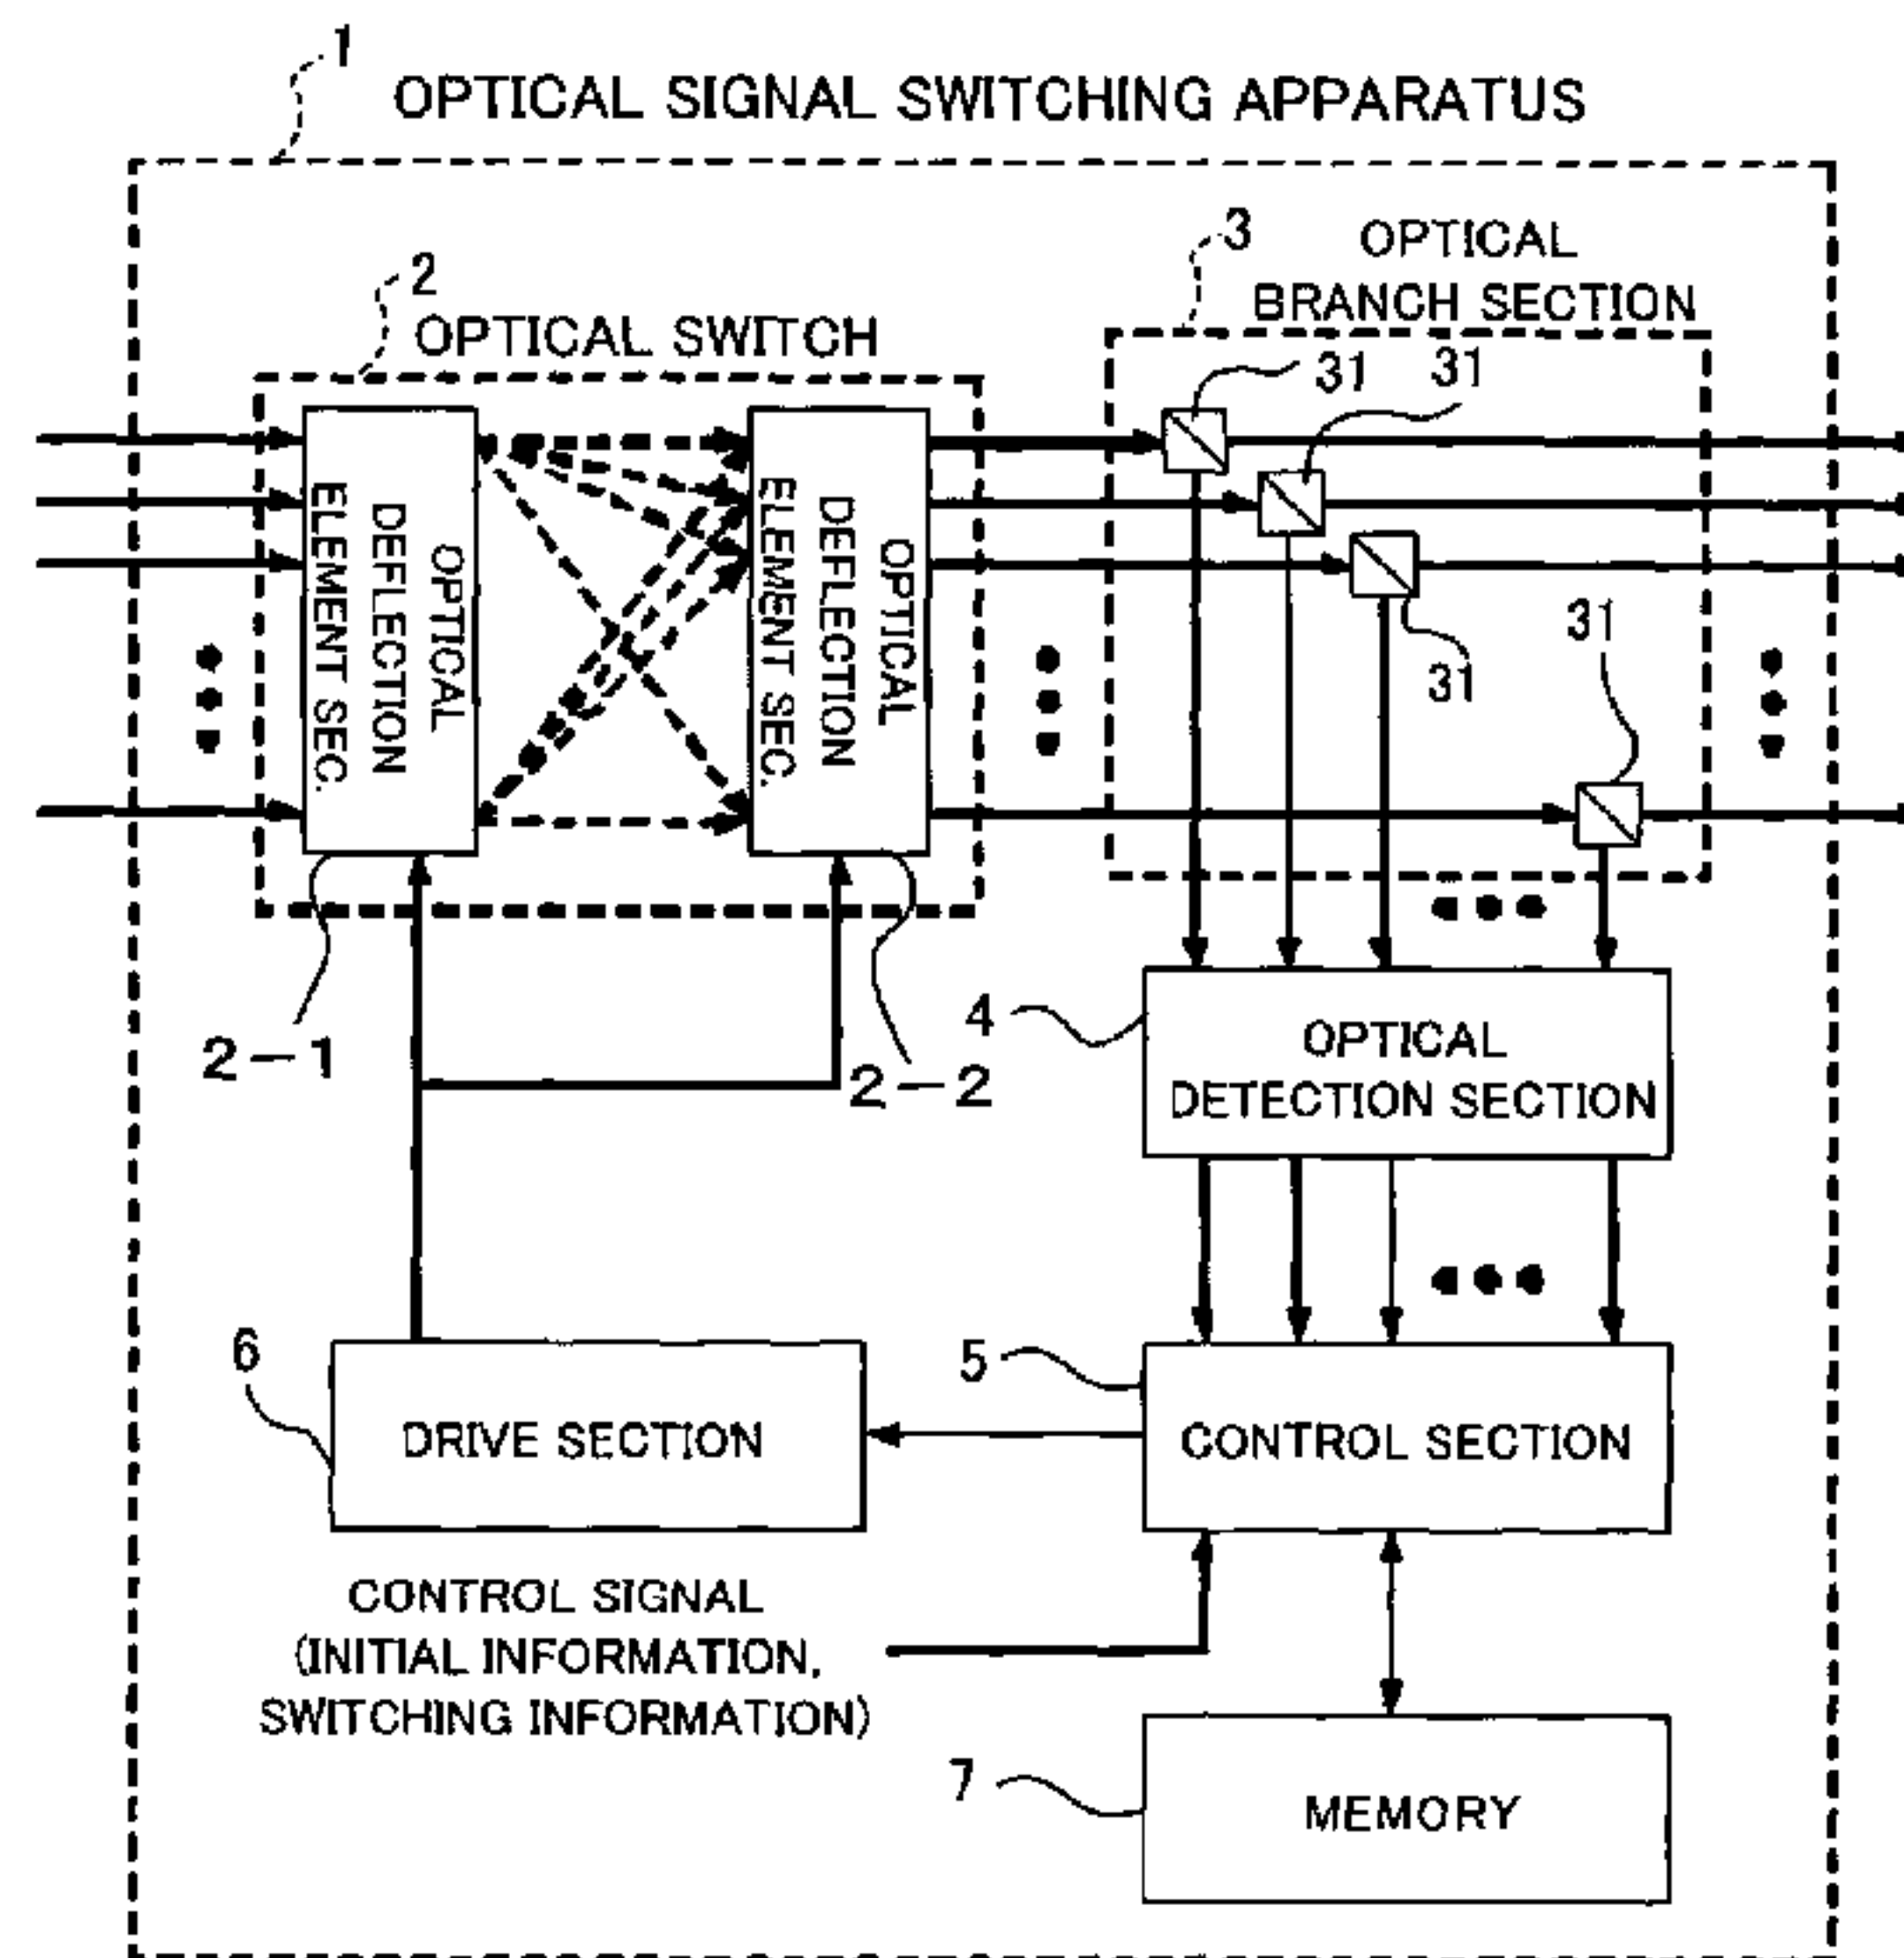 1
OPTICAL SIGNAL SWITCHING APPARATUS
2
OPTICAL SWITCH
3
OPTICAL
BRANCH SECTION
31
31
31
31
OPTICAL
DEFLECTION
ELEMENT SEC.
OPTICAL
DEFLECTION
ELEMENT SEC.
2-1
2-2
4
OPTICAL
DETECTION SECTION
6
DRIVE SECTION
5
CONTROL SECTION
CONTROL SIGNAL
(INITIAL INFORMATION,
SWITCHING INFORMATION)
7
MEMORY